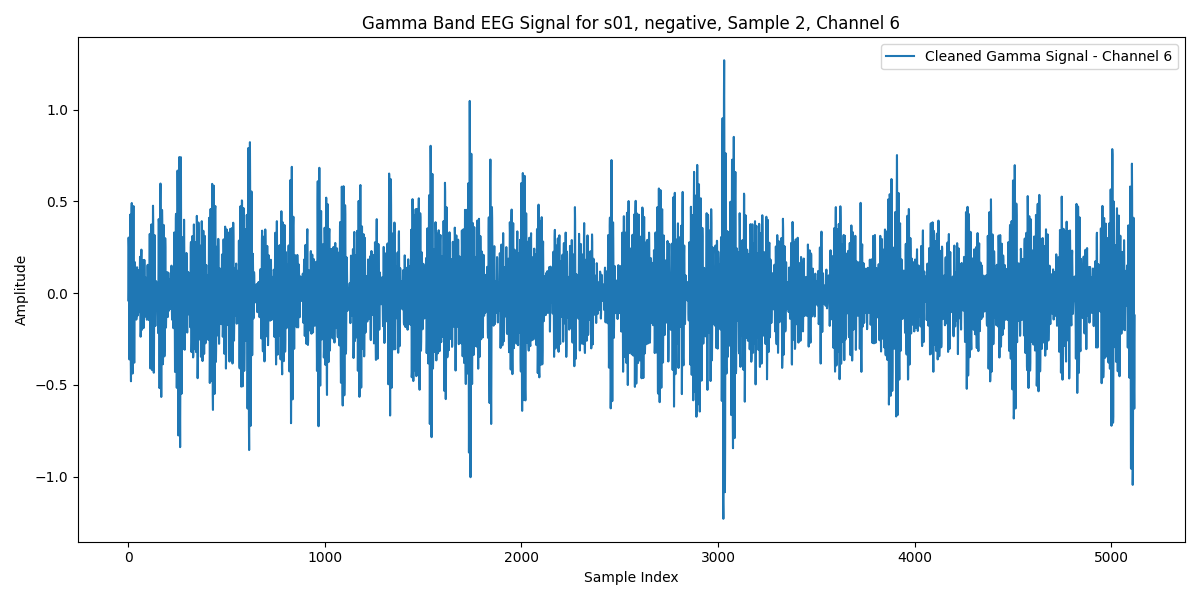 Gamma Band EEG Signal for s01, negative, Sample 2, Channel 6
Cleaned Gamma Signal - Channel 6
Amplitude
1.0
0.5
0.0
−0.5
−1.0
0 1000 2000 3000 4000 5000
Sample Index